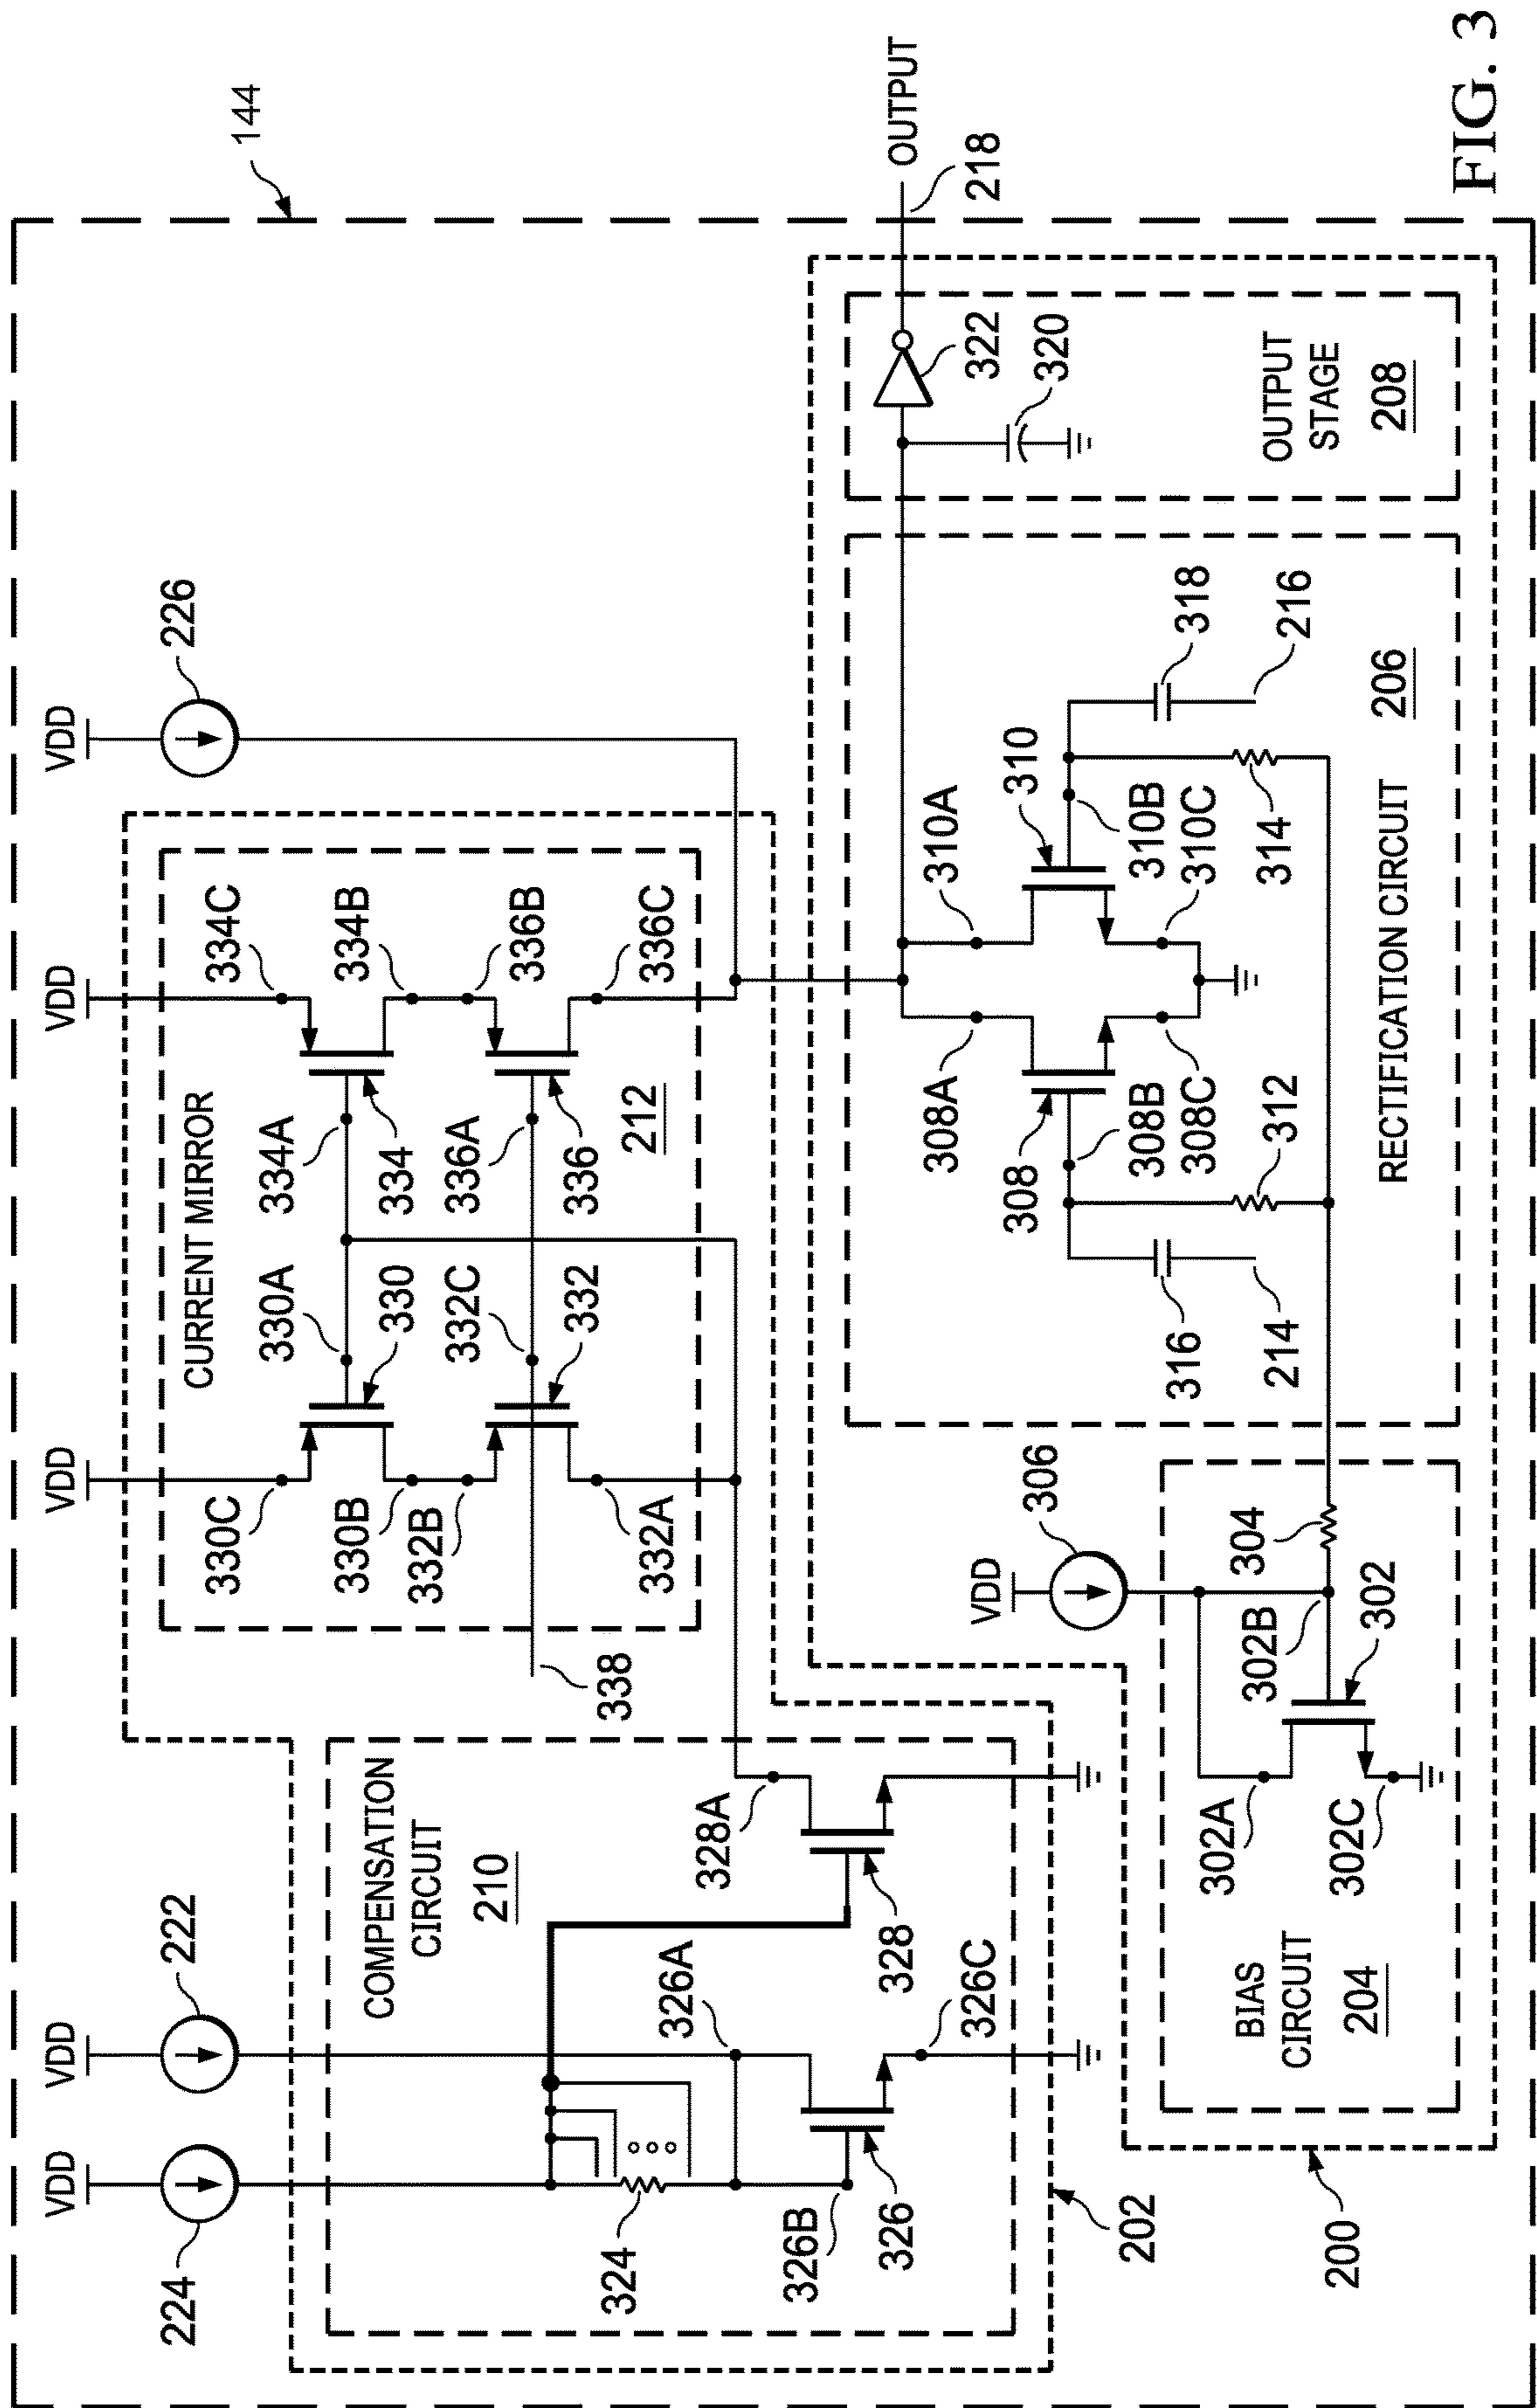 144
VDD
VDD
VDD
VDD
VDD
224
222
226
CURRENT MIRROR
330C
330A
334A
334C
330
334
330B
334B
332B
332C
336A
336B
332
336
332A
336C
212
338
COMPENSATION
CIRCUIT
210
324
326A
328A
326B
326
326C
328
202
VDD
306
308A
310A
308
310
308B
310B
308C
310C
316
312
314
318
214
216
RECTIFICATION CIRCUIT
206
322
320
OUTPUT
STAGE
208
OUTPUT
218
BIAS
CIRCUIT
204
302A
302B
304
302C
302
200
FIG. 3